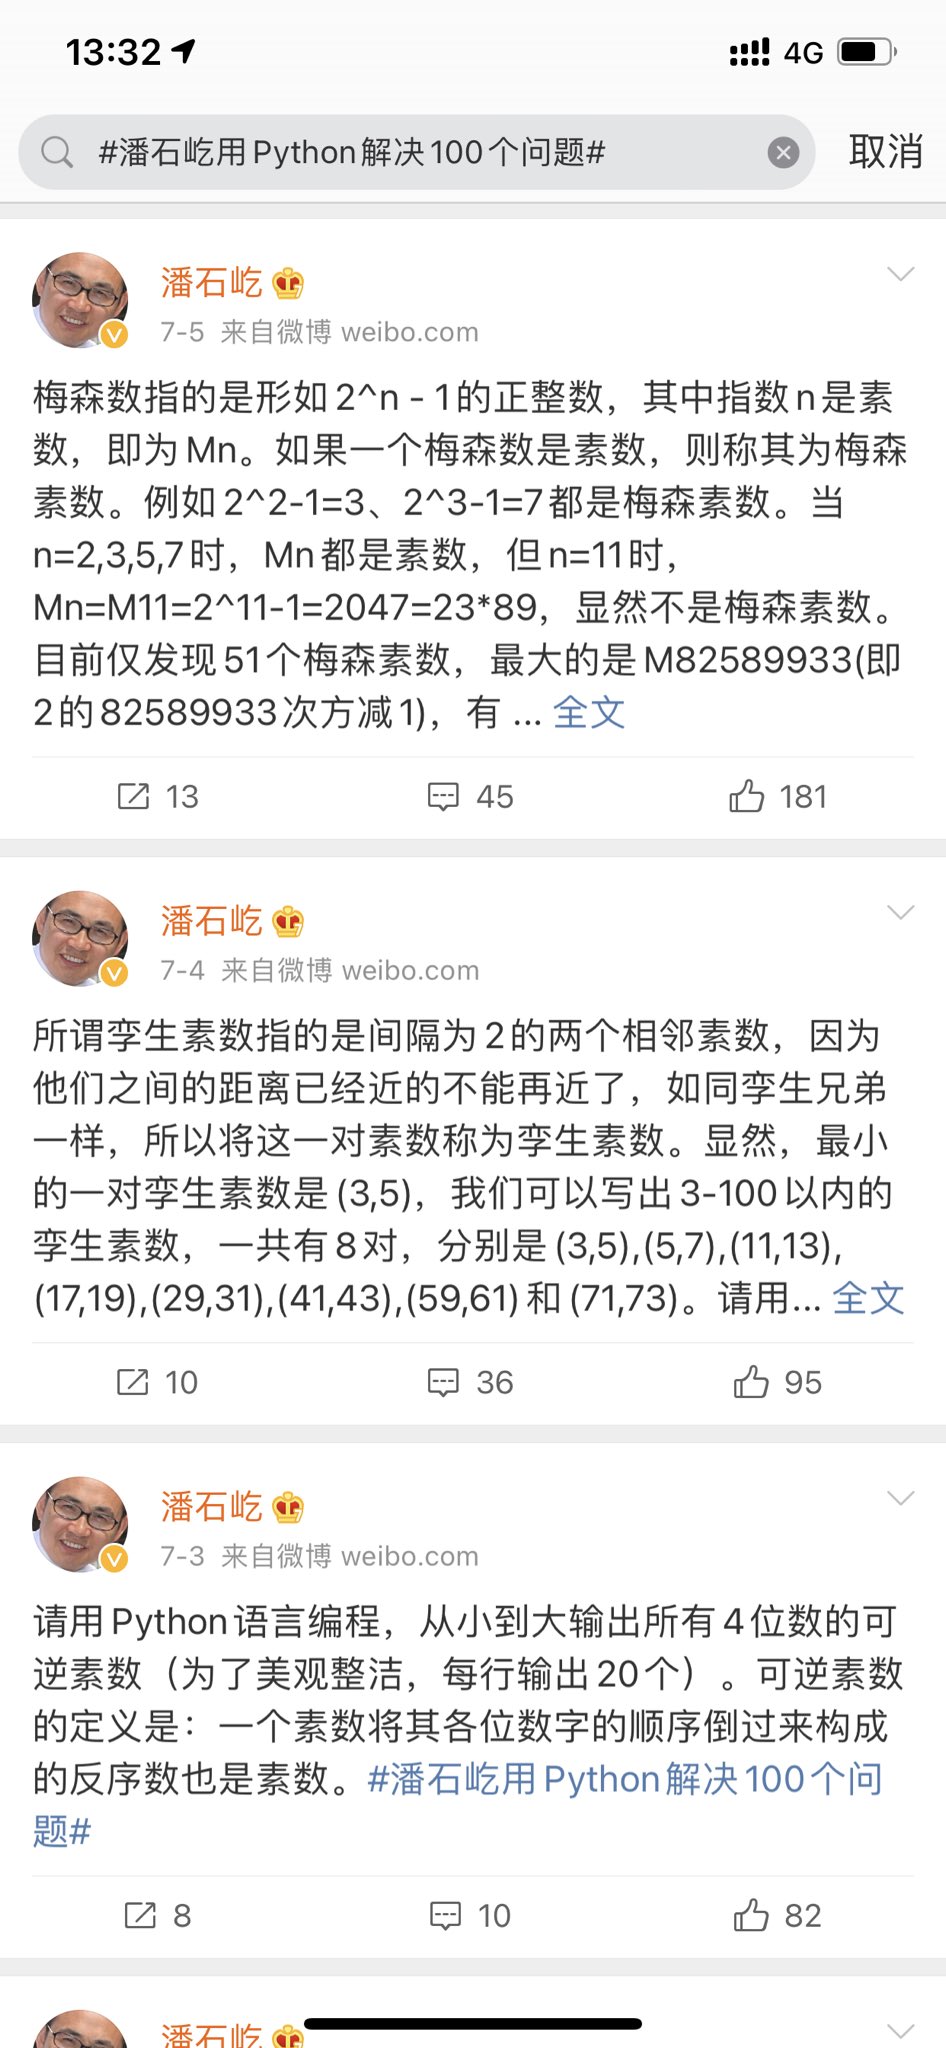 13:32
4G
#潘石屹用Python解决100个问题#
取消
潘石屹
7-5 来自微博 weibo.com
梅森数指的是形如2^n - 1的正整数，其中指数n是素
数，即为Mn。如果一个梅森数是素数，则称其为梅森
素数。例如2^2-1=3、2^3-1=7都是梅森素数。当
n=2,3,5,7时，Mn都是素数，但n=11时，
Mn=M11=2^11-1=2047=23*89，显然不是梅森素数。
目前仅发现51个梅森素数，最大的是M82589933(即
2的82589933次方减1)，有 ... 全文
13 45 181
潘石屹
7-4 来自微博 weibo.com
所谓孪生素数指的是间隔为2的两个相邻素数，因为
他们之间的距离已经近的不能再近了，如同孪生兄弟
一样，所以将这一对素数称为孪生素数。显然，最小
的一对孪生素数是(3,5)，我们可以写出3-100以内的
孪生素数，一共有8对，分别是(3,5),(5,7),(11,13),
(17,19),(29,31),(41,43),(59,61)和(71,73)。请用... 全文
10 36 95
潘石屹
7-3 来自微博 weibo.com
请用Python语言编程，从小到大输出所有4位数的可
逆素数（为了美观整洁，每行输出20个）。可逆素数
的定义是：一个素数将其各位数字的顺序倒过来构成
的反序数也是素数。#潘石屹用Python解决100个问
题#
8 10 82
潘石屹